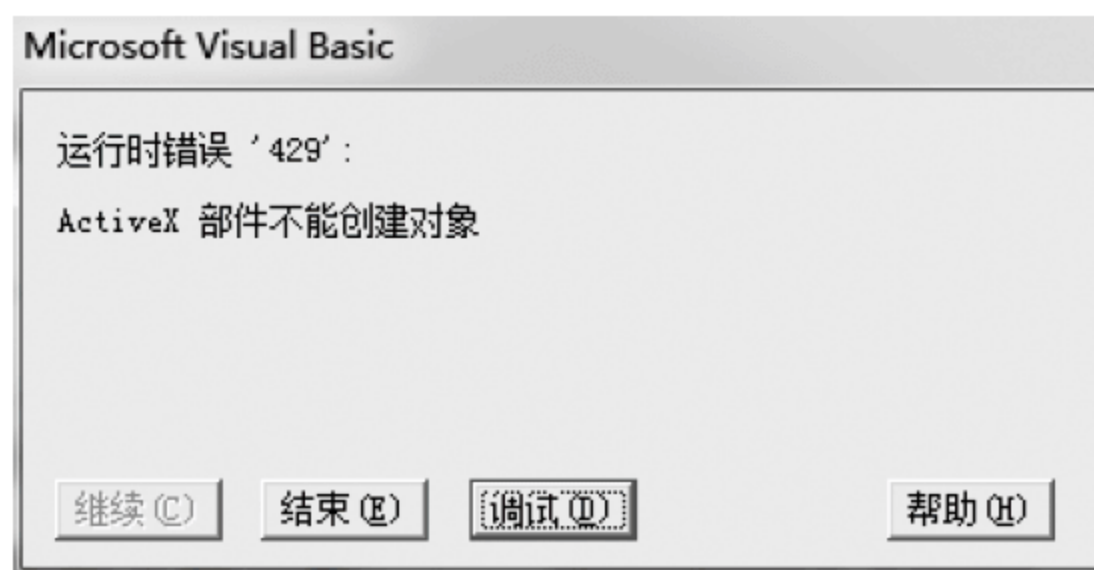 Microsoft Visual Basic
运行时错误 '429':
ActiveX 部件不能创建对象
继续(C) 结束(E) 调试(D) 帮助(H)